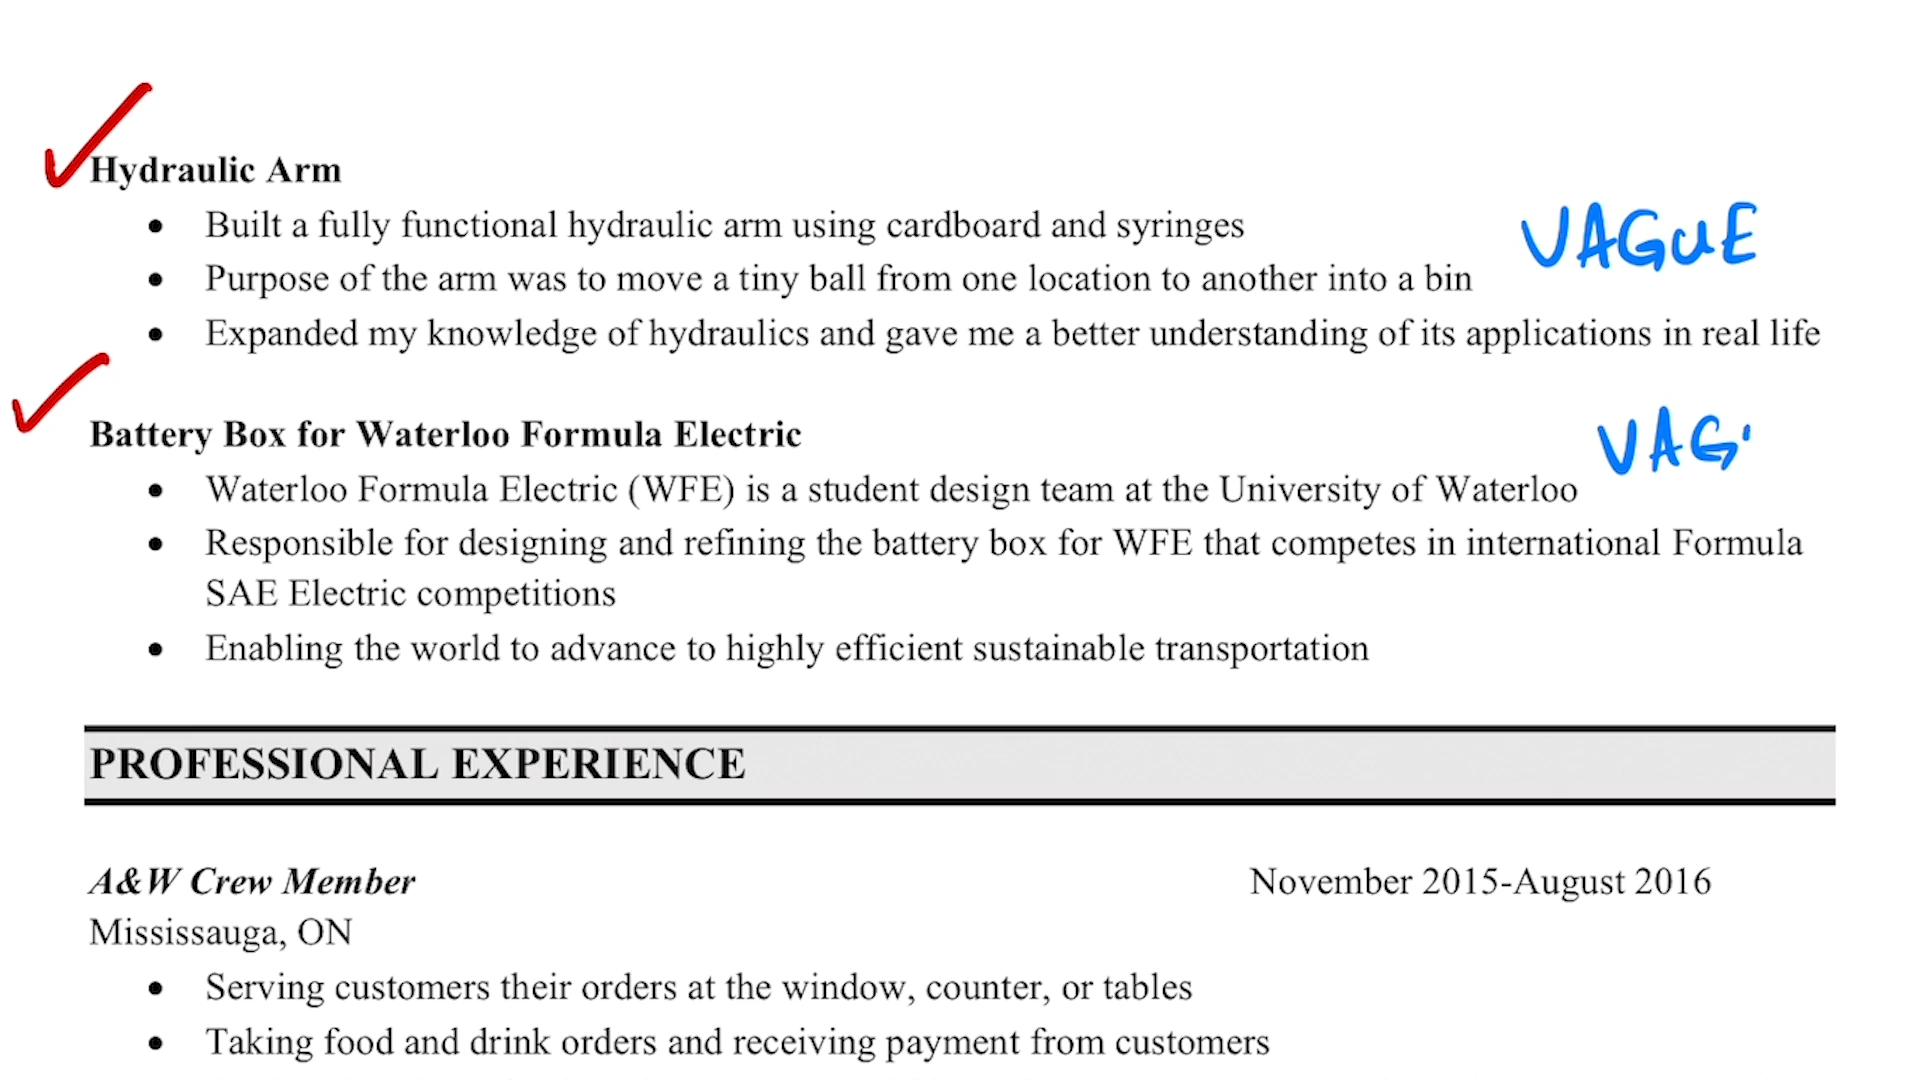 Hydraulic Arm
• Built a fully functional hydraulic arm using cardboard and syringes
VAGUE
• Purpose of the arm was to move a tiny ball from one location to another into a bin
• Expanded my knowledge of hydraulics and gave me a better understanding of its applications in real life
Battery Box for Waterloo Formula Electric
VAG
• Waterloo Formula Electric (WFE) is a student design team at the University of Waterloo
• Responsible for designing and refining the battery box for WFE that competes in international Formula
SAE Electric competitions
• Enabling the world to advance to highly efficient sustainable transportation
PROFESSIONAL EXPERIENCE
A&W Crew Member November 2015-August 2016
Mississauga, ON
• Serving customers their orders at the window, counter, or tables
• Taking food and drink orders and receiving payment from customers